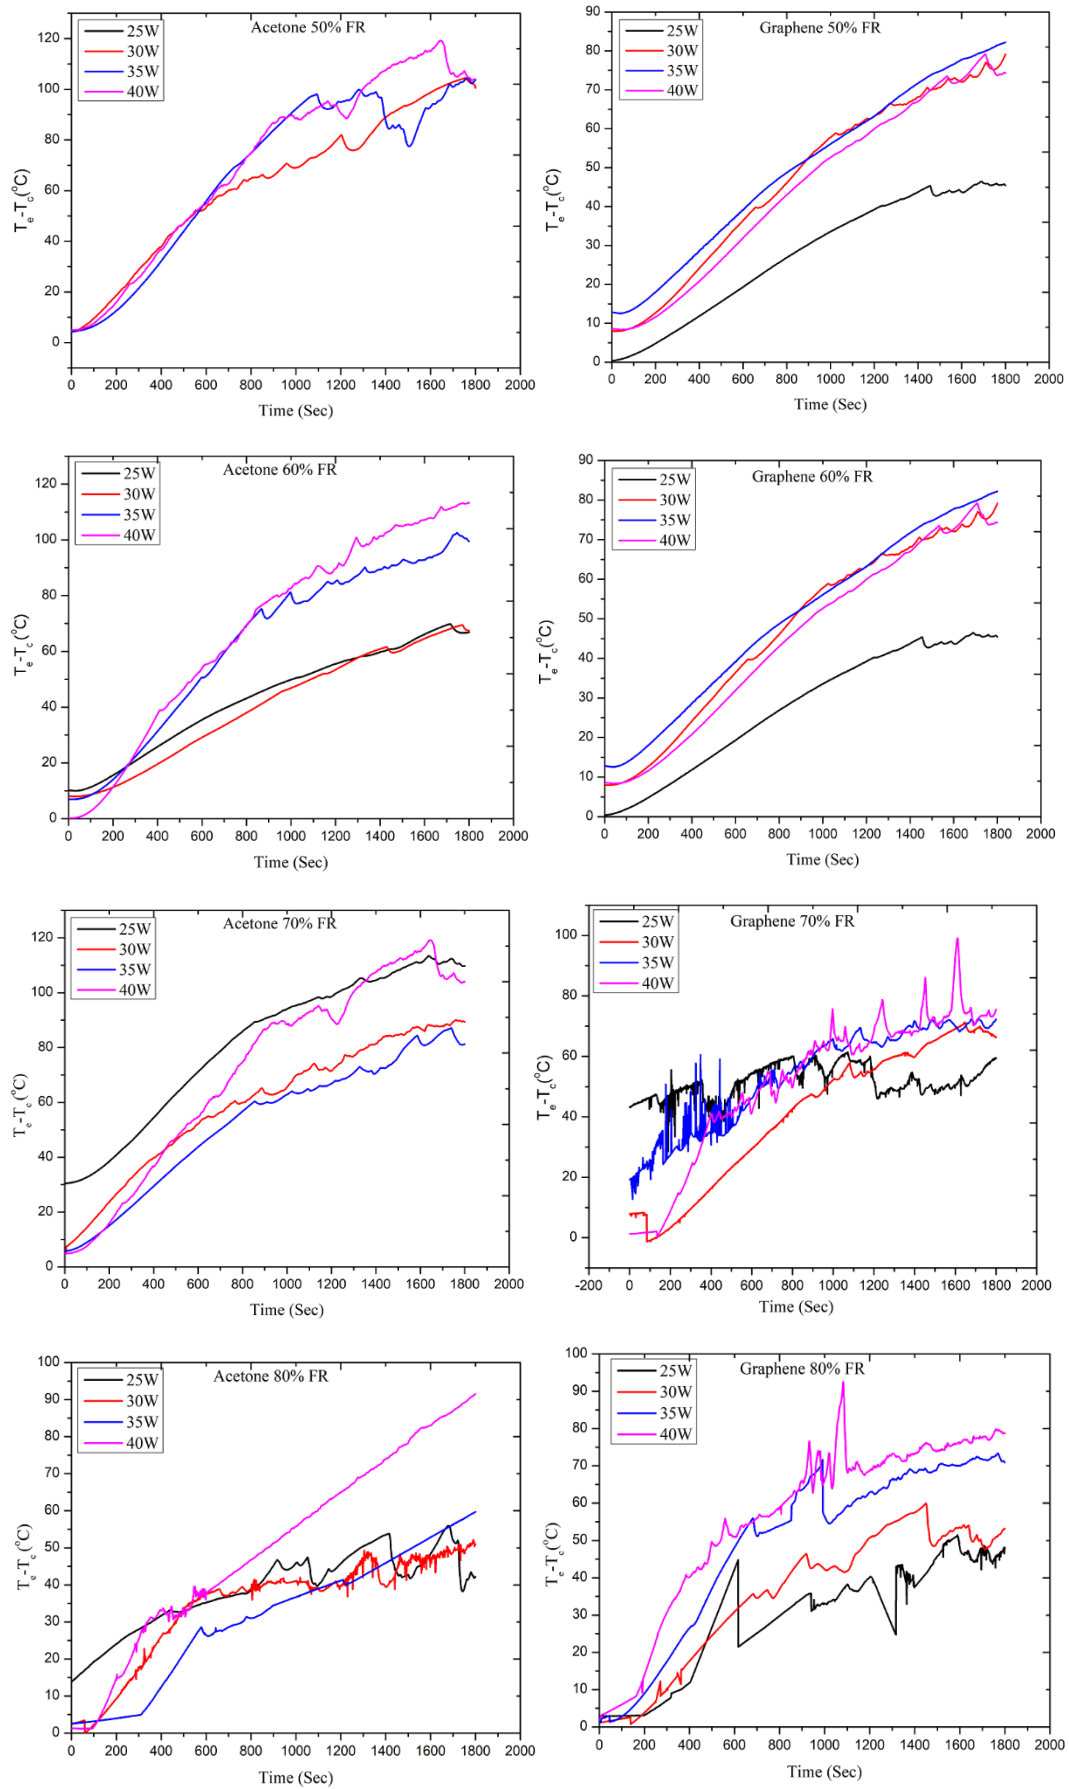 Acetone 50% FR
25W
30W
35W
40W
T_e-T_c(°C)
120
100
80
60
40
20
0
0 200 400 600 800 1000 1200 1400 1600 1800 2000
Time (Sec)
Graphene 50% FR
25W
30W
35W
40W
T_e-T_c(°C)
90
80
70
60
50
40
30
20
10
0
0 200 400 600 800 1000 1200 1400 1600 1800 2000
Time (Sec)
Acetone 60% FR
25W
30W
35W
40W
T_e-T_c(°C)
120
100
80
60
40
20
0
0 200 400 600 800 1000 1200 1400 1600 1800 2000
Time (Sec)
Graphene 60% FR
25W
30W
35W
40W
T_e-T_c(°C)
90
80
70
60
50
40
30
20
10
0
0 200 400 600 800 1000 1200 1400 1600 1800 2000
Time (Sec)
Acetone 70% FR
25W
30W
35W
40W
T_e-T_c(°C)
120
100
80
60
40
20
0
0 200 400 600 800 1000 1200 1400 1600 1800 2000
Time (Sec)
Graphene 70% FR
25W
30W
35W
40W
T_e-T_c(°C)
100
80
60
40
20
0
-200 0 200 400 600 800 1000 1200 1400 1600 1800 2000
Time (Sec)
Acetone 80% FR
25W
30W
35W
40W
T_e-T_c(°C)
100
90
80
70
60
50
40
30
20
10
0
0 200 400 600 800 1000 1200 1400 1600 1800 2000
Time (Sec)
Graphene 80% FR
25W
30W
35W
40W
T_e-T_c(°C)
100
90
80
70
60
50
40
30
20
10
0
0 200 400 600 800 1000 1200 1400 1600 1800 2000
Time (Sec)